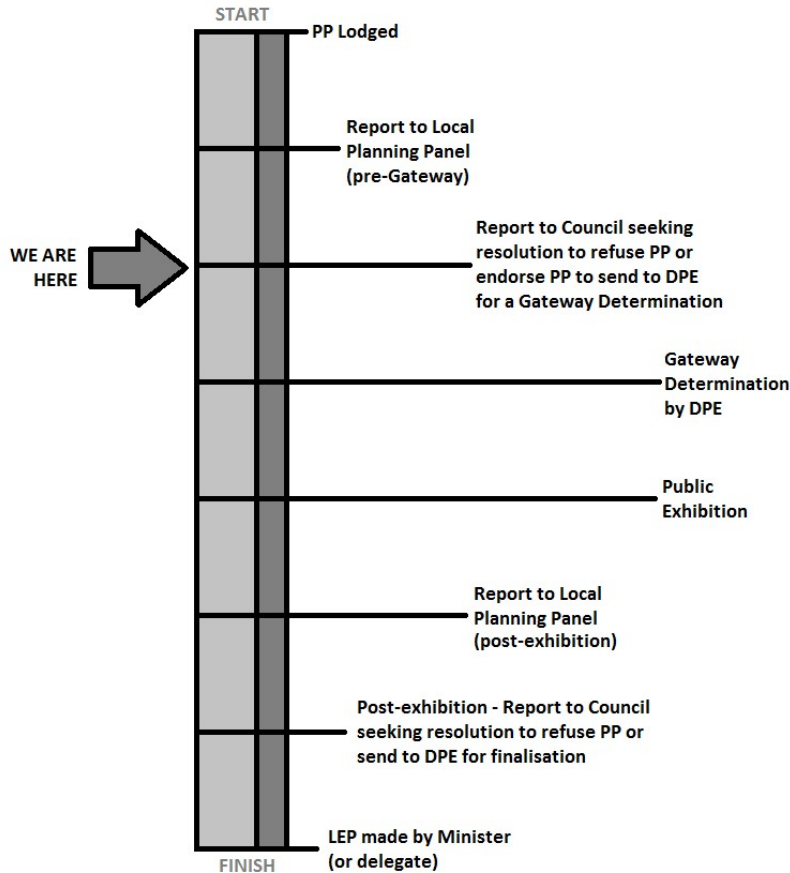 START
PP Lodged
Report to Local
Planning Panel
(pre-Gateway)
Report to Council seeking
resolution to refuse PP or
endorse PP to send to DPE
for a Gateway Determination
WE ARE
HERE
Gateway
Determination
by DPE
Public
Exhibition
Report to Local
Planning Panel
(post-exhibition)
Post-exhibition - Report to Council
seeking resolution to refuse PP or
send to DPE for finalisation
LEP made by Minister
(or delegate)
FINISH